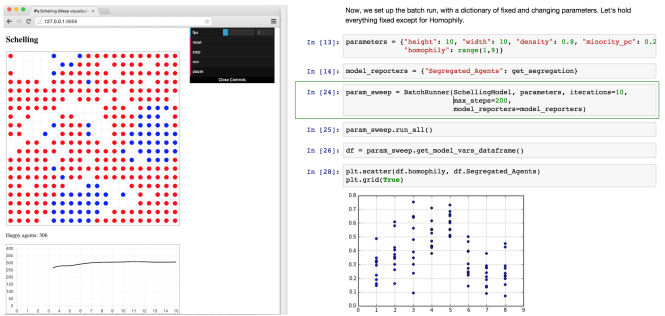 IPy Schelling (Mesa visualiz
127.0.0.1:8888
Schelling
fps
reset
step
run
pause
Close Controls
Happy agents: 306
400
350
300
250
200
150
100
50
0
0 1 2 3 4 5 6 7 8 9 10 11 12 13 14 15
Now, we set up the batch run, with a dictionary of fixed and changing parameters. Let's hold
everything fixed except for Homophily.
In [13]: parameters = {"height": 10, "width": 10, "density": 0.8, "minority_pc": 0.2
"homophily": range(1,9)}
In [14]: model_reporters = {"Segregated_Agents": get_segregation}
In [24]: param_sweep = BatchRunner(SchellingModel, parameters, iterations=10,
max_steps=200,
model_reporters=model_reporters)
In [25]: param_sweep.run_all()
In [26]: df = param_sweep.get_model_vars_dataframe()
In [28]: plt.scatter(df.homophily, df.Segregated_Agents)
plt.grid(True)
0.8
0.7
0.6
0.5
0.4
0.3
0.2
0.1
0.0
0 1 2 3 4 5 6 7 8 9